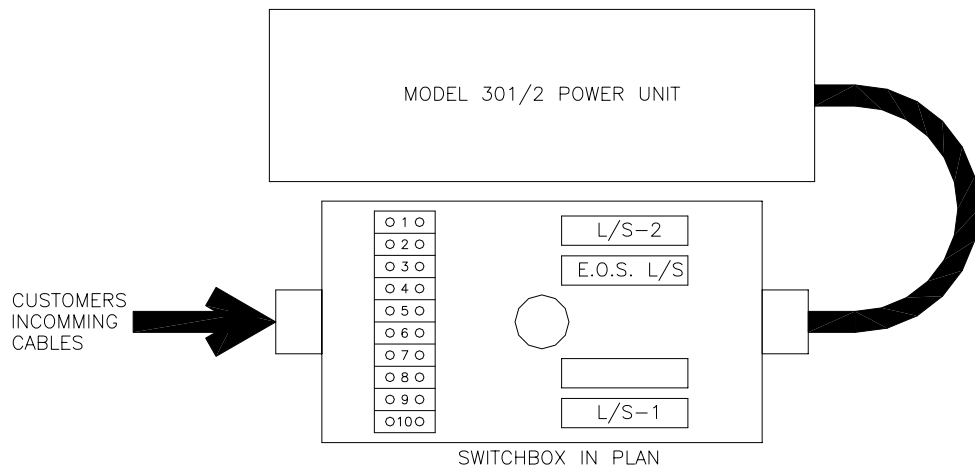 MODEL 301/2 POWER UNIT
1
2
3
4
5
6
7
8
9
10
L/S-2
E.O.S. L/S
L/S-1
CUSTOMERS
INCOMMING
CABLES
SWITCHBOX IN PLAN